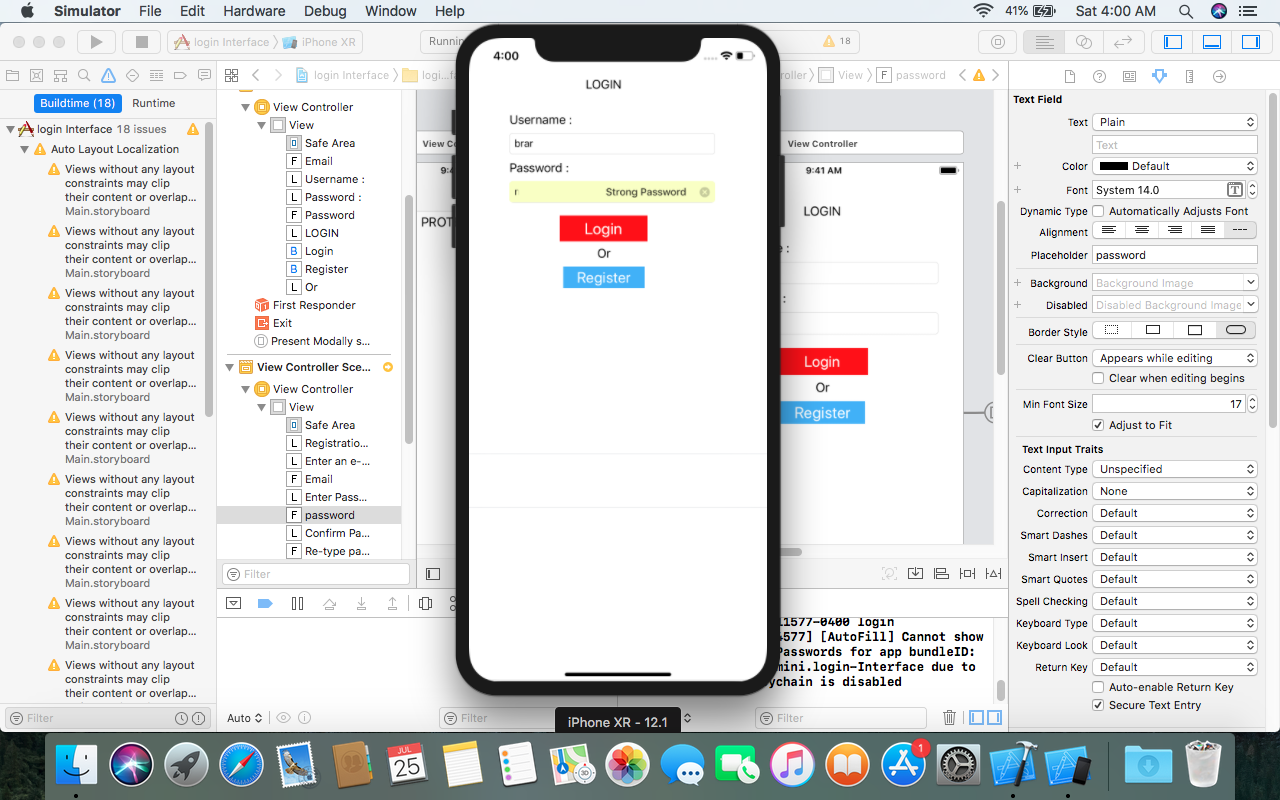 Simulator File Edit Hardware Debug Window Help 41% Sat 4:00 AM
login Interface iPhone XR Running 18
login Interface View F password
Buildtime (18) Runtime
login Interface 18 issues
Auto Layout Localization
Views without any layout
constraints may clip
their content or overlap...
Main.storyboard
Views without any layout
constraints may clip
their content or overlap...
Main.storyboard
Views without any layout
constraints may clip
their content or overlap...
Main.storyboard
Views without any layout
constraints may clip
their content or overlap...
Main.storyboard
Views without any layout
constraints may clip
their content or overlap...
Main.storyboard
Views without any layout
constraints may clip
their content or overlap...
Main.storyboard
Views without any layout
constraints may clip
their content or overlap...
Main.storyboard
Views without any layout
constraints may clip
their content or overlap...
Main.storyboard
Views without any layout
constraints may clip
their content or overlap...
Main.storyboard
Filter
View Controller
View
Safe Area
F Email
L Username :
L Password :
F Password
L LOGIN
B Login
B Register
L Or
First Responder
Exit
Present Modally s...
View Controller Sce...
View Controller
View
Safe Area
L Registratio...
L Enter an e-...
F Email
L Enter Pass...
F password
L Confirm Pa...
F Re-type pa...
Filter
4:00
LOGIN
Username :
brar
Password :
r Strong Password
Login
Or
Register
iPhone XR - 12.1
View Controller
9:41 AM
LOGIN
Login
Or
Register
11577-0400 login
577] [AutoFill] Cannot show
Passwords for app bundleID:
mini.login-Interface due to
ychain is disabled
Auto Filter Filter
Text Field
Text Plain
Text
Color Default
Font System 14.0
Dynamic Type Automatically Adjusts Font
Alignment
Placeholder password
Background Background Image
Disabled Disabled Background Image
Border Style
Clear Button Appears while editing
Clear when editing begins
Min Font Size 17
Adjust to Fit
Text Input Traits
Content Type Unspecified
Capitalization None
Correction Default
Smart Dashes Default
Smart Insert Default
Smart Quotes Default
Spell Checking Default
Keyboard Type Default
Keyboard Look Default
Return Key Default
Auto-enable Return Key
Secure Text Entry
JUL
25
3D
1